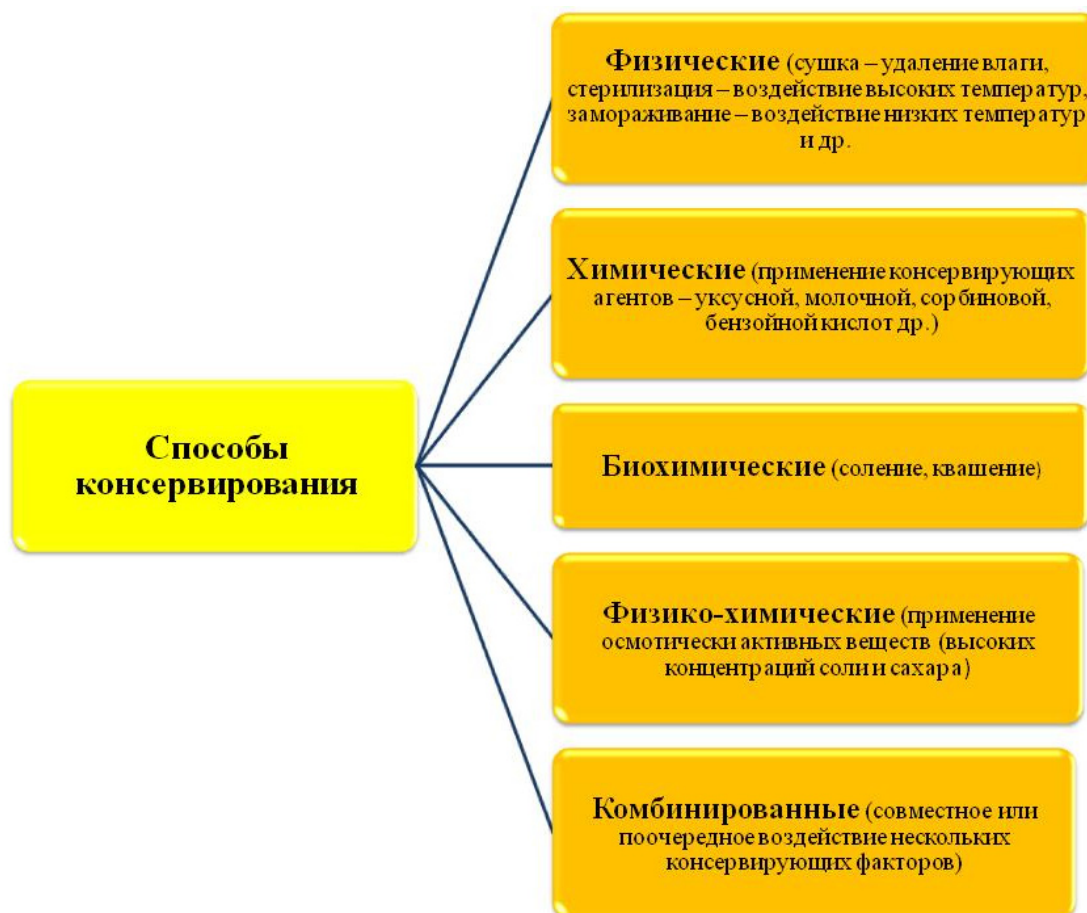 Физические (сушка – удаление влаги,
стерилизация – воздействие высоких температур,
замораживание – воздействие низких температур
и др.
Химические (применение консервирующих
агентов – уксусной, молочной, сорбиновой,
бензойной кислот др.)
Способы
консервирования
Биохимические (соление, квашение)
Физико-химические (применение
осмотически активных веществ (высоких
концентраций соли и сахара)
Комбинированные (совместное или
поочередное воздействие нескольких
консервирующих факторов)